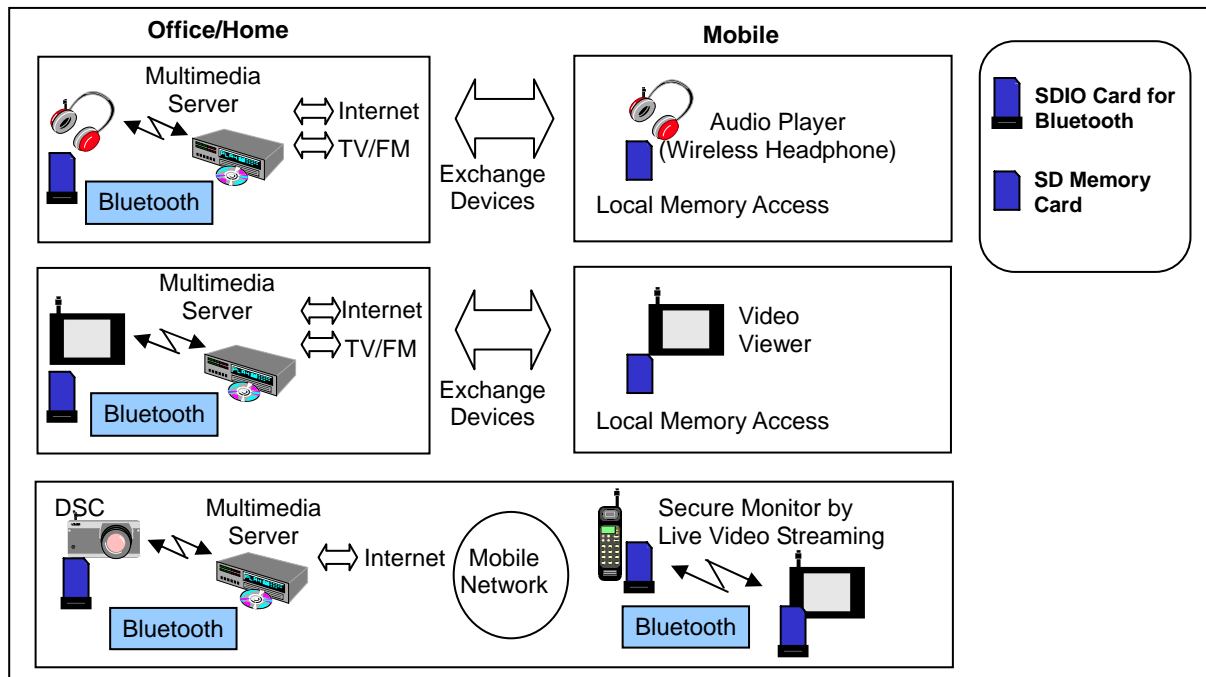 Office/Home
Mobile
Multimedia
Server
Internet
TV/FM
Bluetooth
Exchange
Devices
Audio Player
(Wireless Headphone)
Local Memory Access
SDIO Card for
Bluetooth
SD Memory
Card
Multimedia
Server
Internet
TV/FM
Bluetooth
Exchange
Devices
Video
Viewer
Local Memory Access
DSC
Multimedia
Server
Internet
Bluetooth
Mobile
Network
Secure Monitor by
Live Video Streaming
Bluetooth